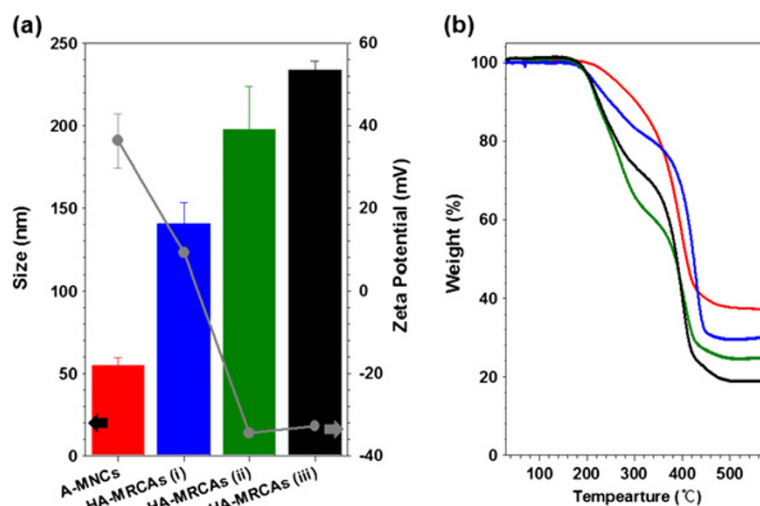 (a)
250
200
150
100
50
0
Size (nm)
60
40
20
0
-20
-40
Zeta Potential (mV)
A-MNCs
HA-MRCAs (i)
HA-MRCAs (ii)
HA-MRCAs (iii)
(b)
100
80
60
40
20
0
Weight (%)
100 200 300 400 500
Tempearture (℃)